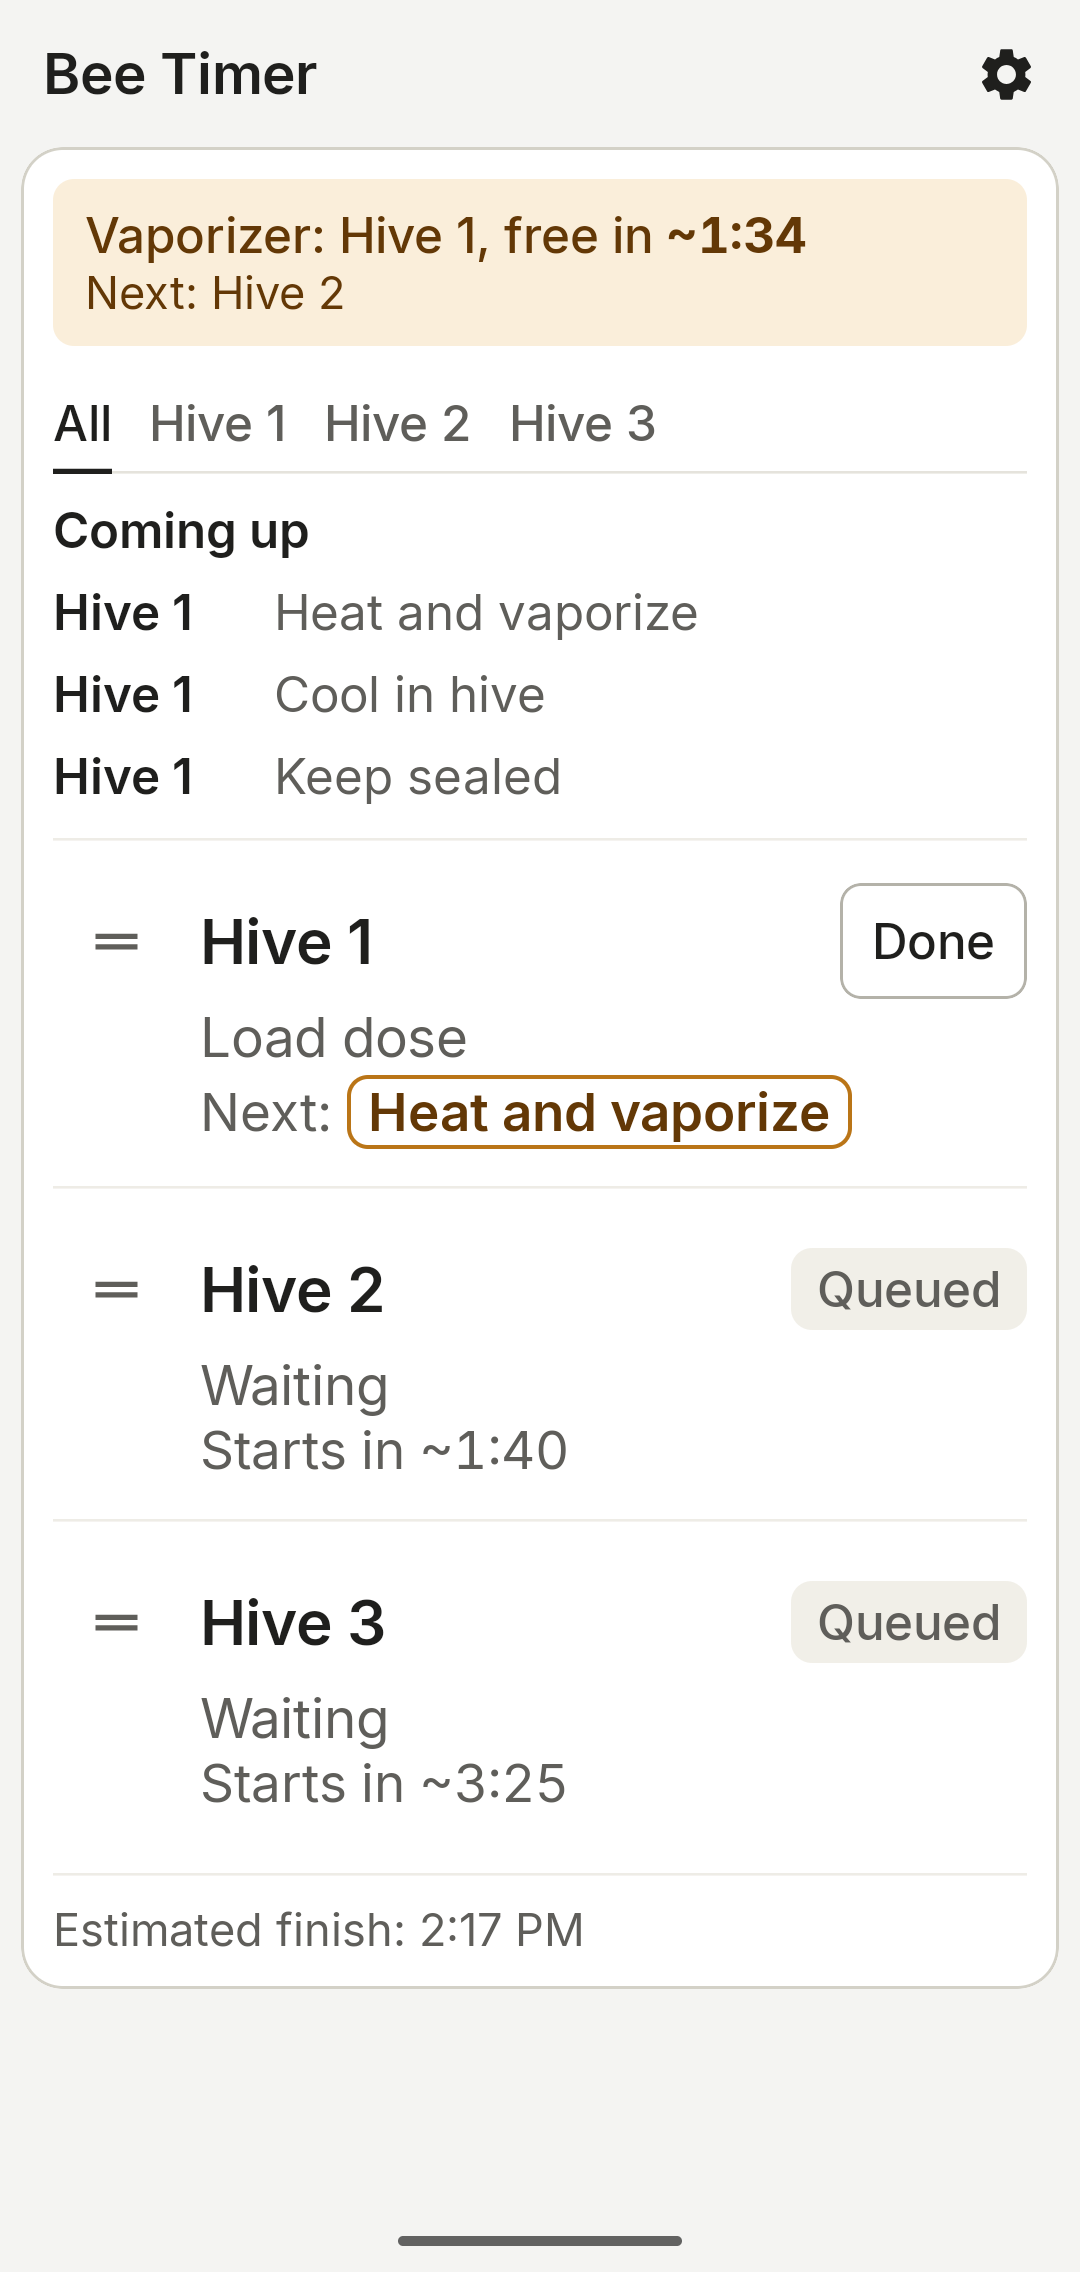 Bee Timer
Vaporizer: Hive 1, free in ~1:34
Next: Hive 2
All Hive 1 Hive 2 Hive 3
Coming up
Hive 1 Heat and vaporize
Hive 1 Cool in hive
Hive 1 Keep sealed
Hive 1 Done
Load dose
Next: Heat and vaporize
Hive 2 Queued
Waiting
Starts in ~1:40
Hive 3 Queued
Waiting
Starts in ~3:25
Estimated finish: 2:17 PM